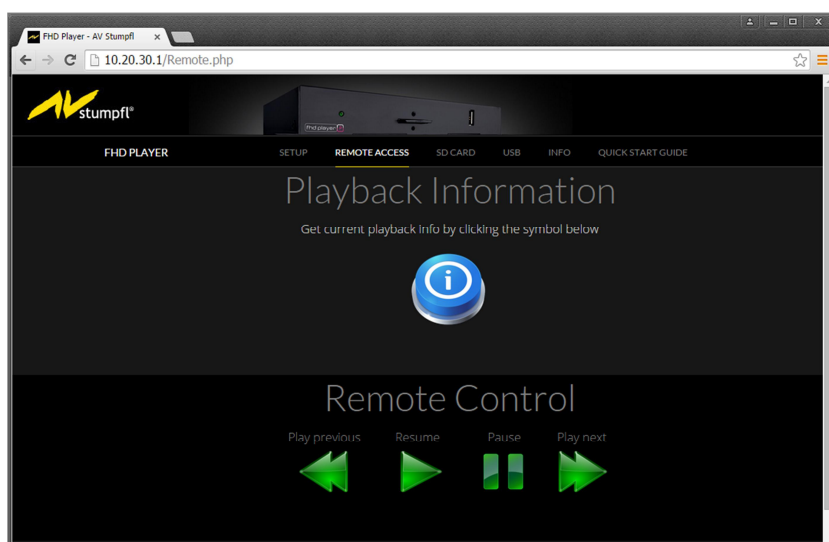 FHD Player - AV Stumpfl
10.20.30.1/Remote.php
AV stumpfl®
fhdplayer
FHD PLAYER SETUP REMOTE ACCESS SD CARD USB INFO QUICK START GUIDE
Playback Information
Get current playback info by clicking the symbol below
i
Remote Control
Play previous Resume Pause Play next